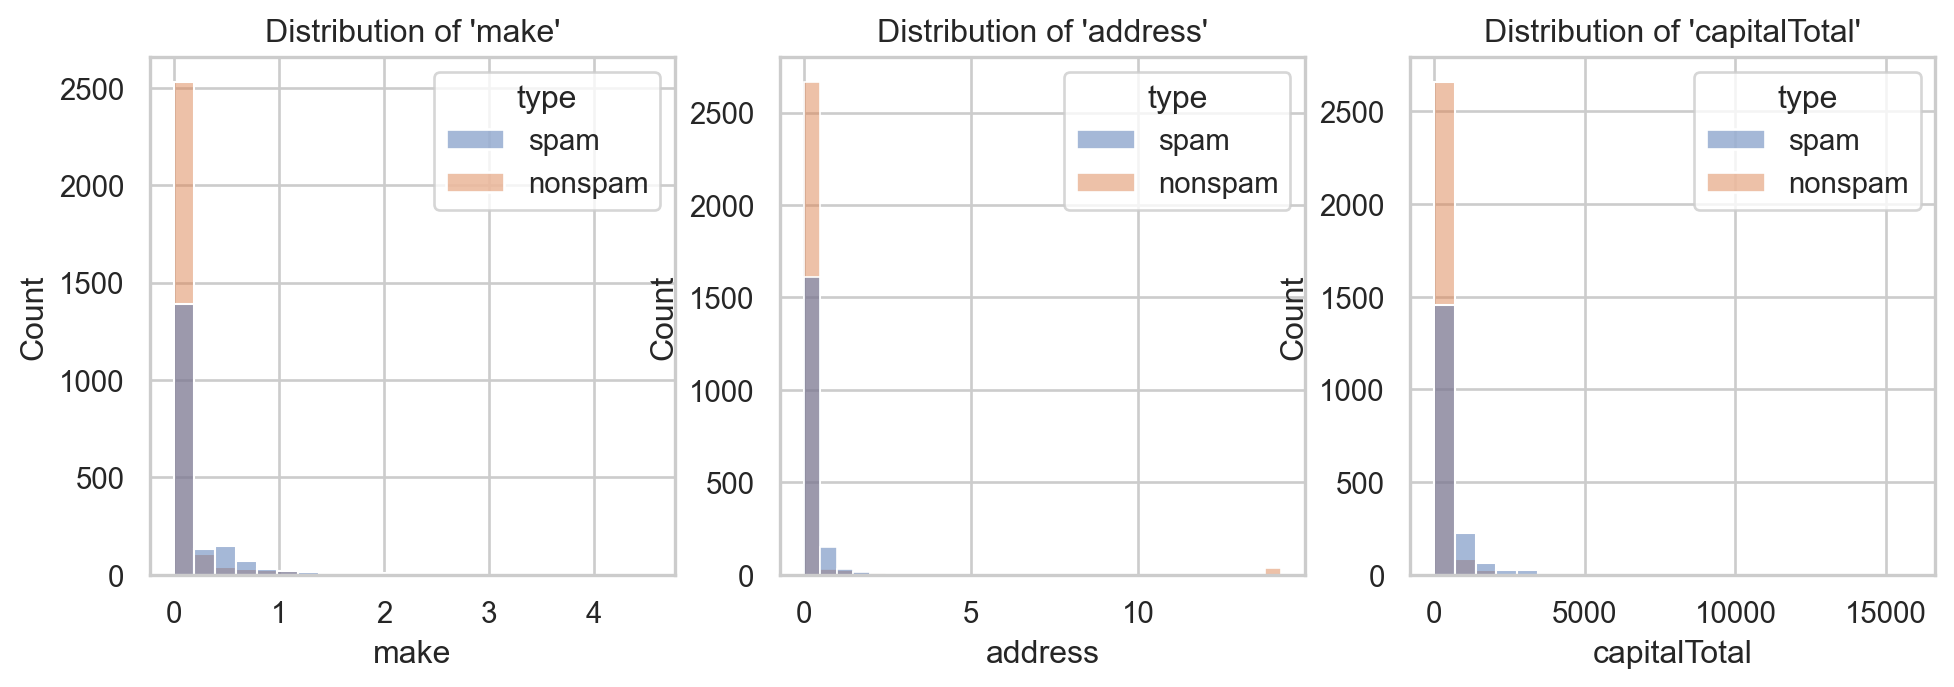 Distribution of 'make'
2500
2000
1500
1000
500
0
Count
type
spam
nonspam
0 1 2 3 4
make
Distribution of 'address'
2500
2000
1500
1000
500
0
Count
type
spam
nonspam
0 5 10
address
Distribution of 'capitalTotal'
2500
2000
1500
1000
500
0
Count
type
spam
nonspam
0 5000 10000 15000
capitalTotal